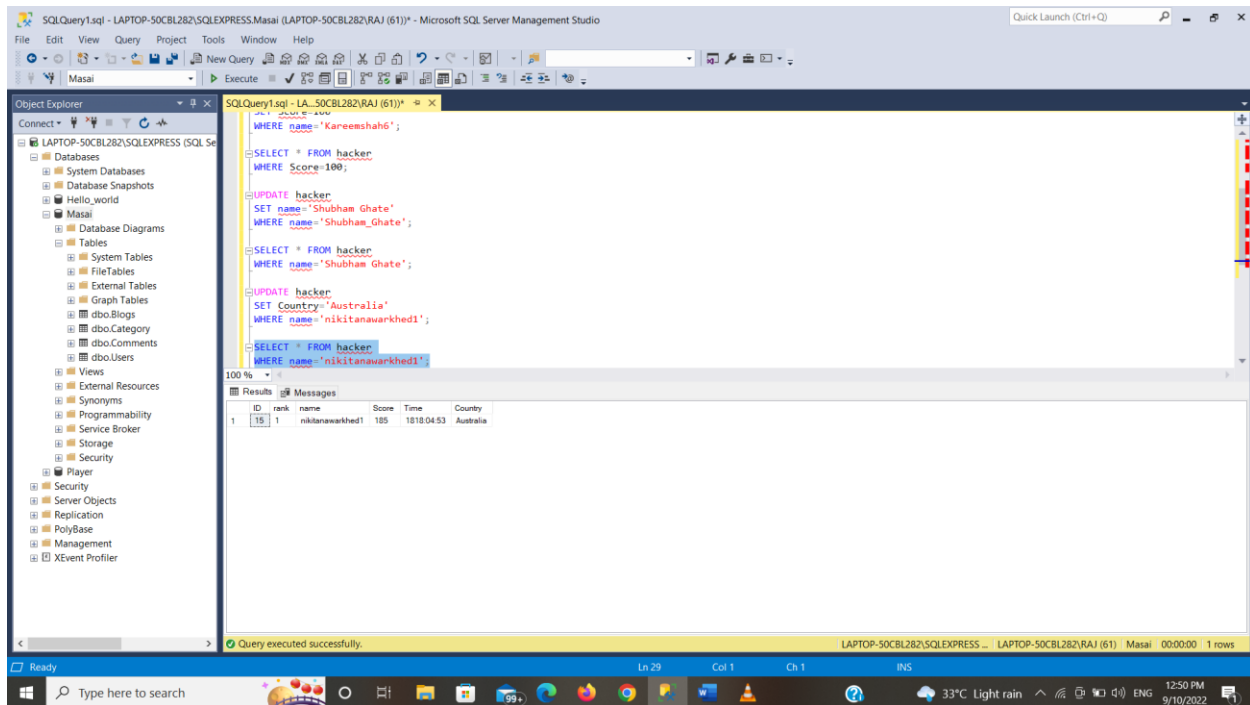 SQLQuery1.sql - LAPTOP-50CBL282\SQLEXPRESS.Masai (LAPTOP-50CBL282\RAJ (61))* - Microsoft SQL Server Management Studio
Quick Launch (Ctrl+Q)
File Edit View Query Project Tools Window Help
New Query
Masai
Execute
Object Explorer
SQLQuery1.sql - LA...50CBL282\RAJ (61))*
Connect
LAPTOP-50CBL282\SQLEXPRESS (SQL Se
Databases
System Databases
Database Snapshots
Hello_world
Masai
Database Diagrams
Tables
System Tables
FileTables
External Tables
Graph Tables
dbo.Blogs
dbo.Category
dbo.Comments
dbo.Users
Views
External Resources
Synonyms
Programmability
Service Broker
Storage
Security
Player
Security
Server Objects
Replication
PolyBase
Management
XEvent Profiler
SET Score=100
WHERE name='Kareemshah6';
SELECT * FROM hacker
WHERE Score=100;
UPDATE hacker
SET name='Shubham Ghate'
WHERE name='Shubham_Ghate';
SELECT * FROM hacker
WHERE name='Shubham Ghate';
UPDATE hacker
SET Country='Australia'
WHERE name='nikitanawarkhed1';
SELECT * FROM hacker
WHERE name='nikitanawarkhed1';
100 %
Results Messages
ID rank name Score Time Country
1 15 1 nikitanawarkhed1 185 1818:04:53 Australia
Query executed successfully.
LAPTOP-50CBL282\SQLEXPRESS ... LAPTOP-50CBL282\RAJ (61) Masai 00:00:00 1 rows
Ready Ln 29 Col 1 Ch 1 INS
Type here to search
99+
33°C Light rain
ENG
12:50 PM
9/10/2022
1